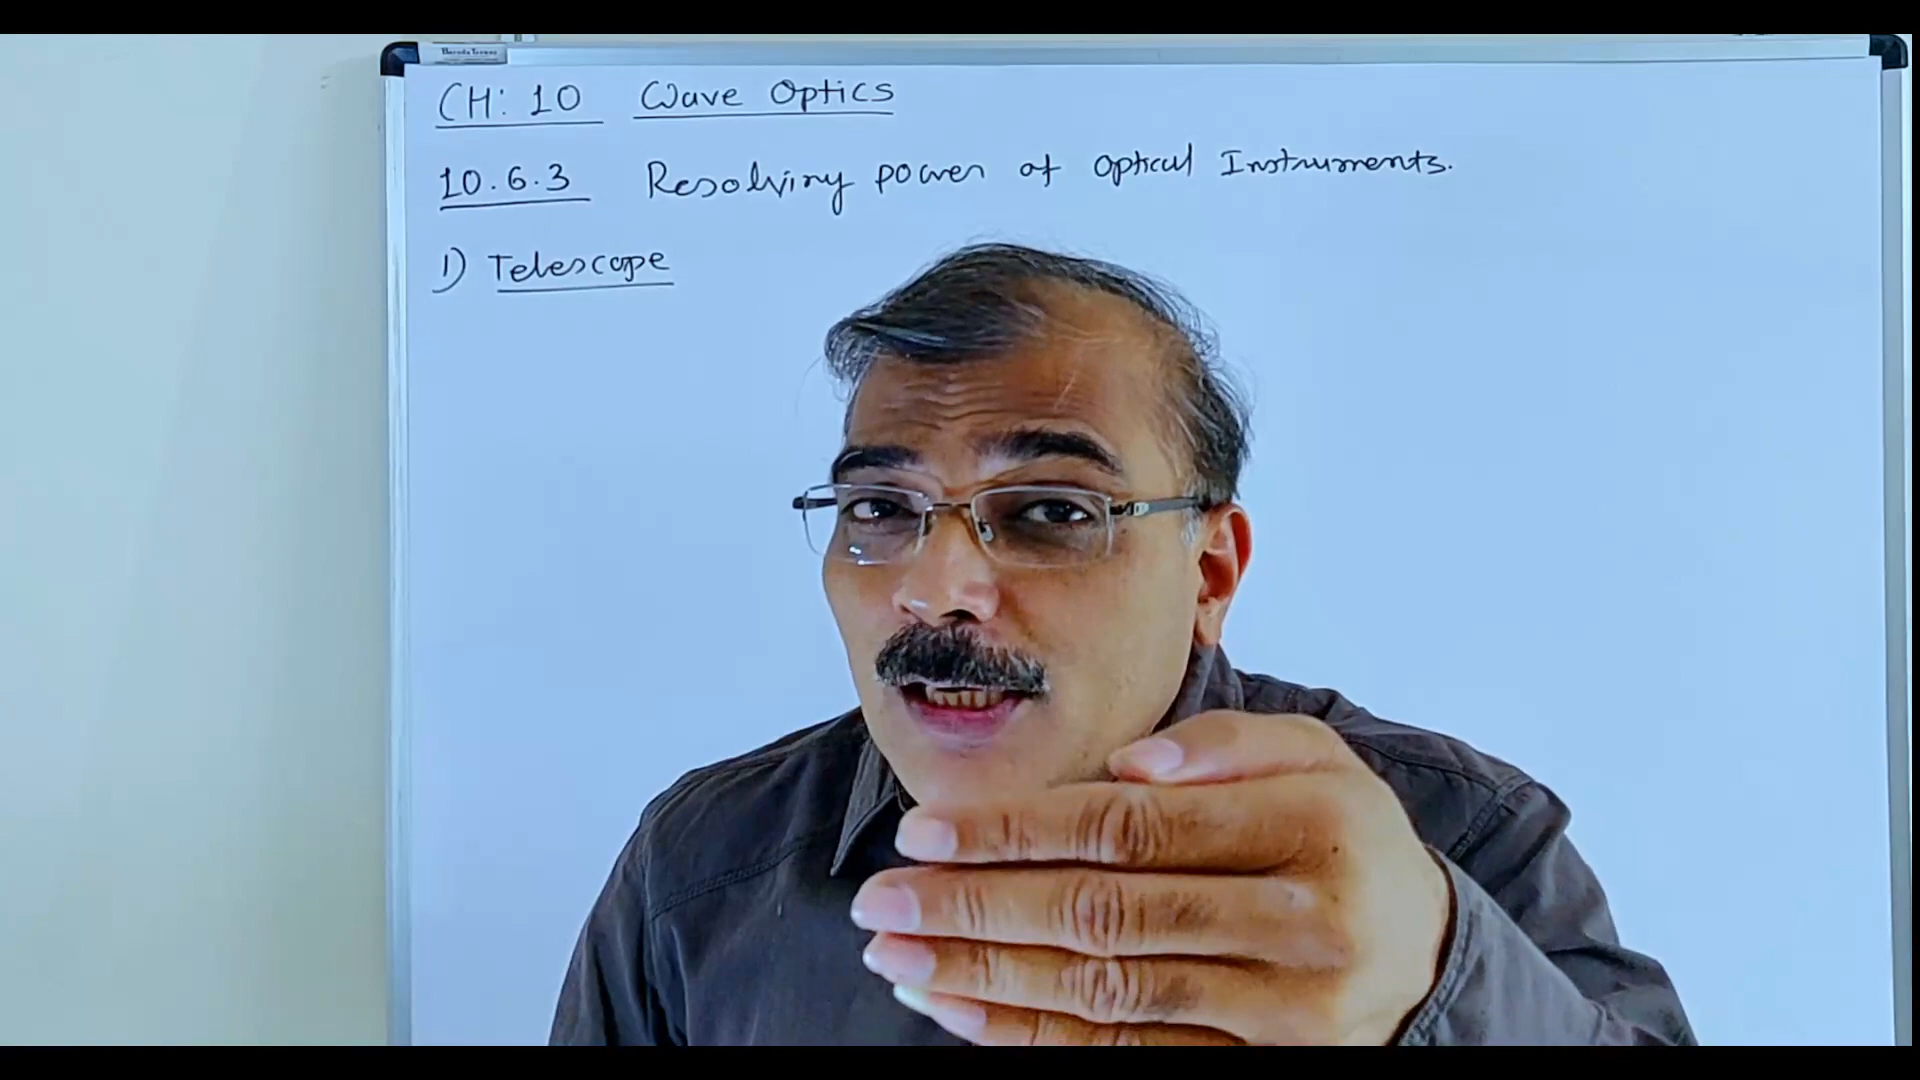 CH: 10 Wave Optics
10.6.3 Resolving power of Optical Instruments.
1) Telescope